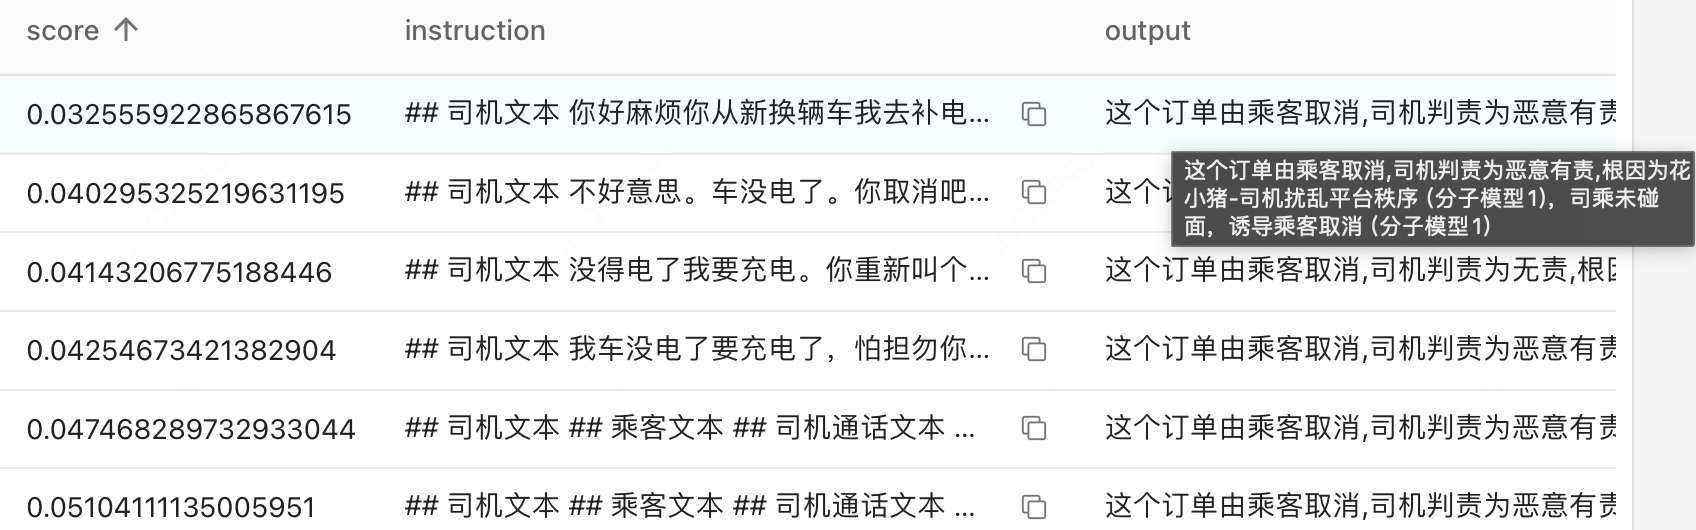 score ↑ instruction output
0.032555922865867615 ## 司机文本 你好麻烦你从新换辆车我去补电... 这个订单由乘客取消,司机判责为恶意有责
0.040295325219631195 ## 司机文本 不好意思。车没电了。你取消吧... 这个
这个订单由乘客取消,司机判责为恶意有责,根因为花
小猪-司机扰乱平台秩序 (分子模型1)，司乘未碰
面，诱导乘客取消 (分子模型1)
0.04143206775188446 ## 司机文本 没得电了我要充电。你重新叫个... 这个订单由乘客取消,司机判责为无责,根因
0.04254673421382904 ## 司机文本 我车没电了要充电了，怕担勿你... 这个订单由乘客取消,司机判责为恶意有责
0.047468289732933044 ## 司机文本 ## 乘客文本 ## 司机通话文本 ... 这个订单由乘客取消,司机判责为恶意有责
0.05104111135005951 ## 司机文本 ## 乘客文本 ## 司机通话文本 ... 这个订单由乘客取消,司机判责为恶意有责